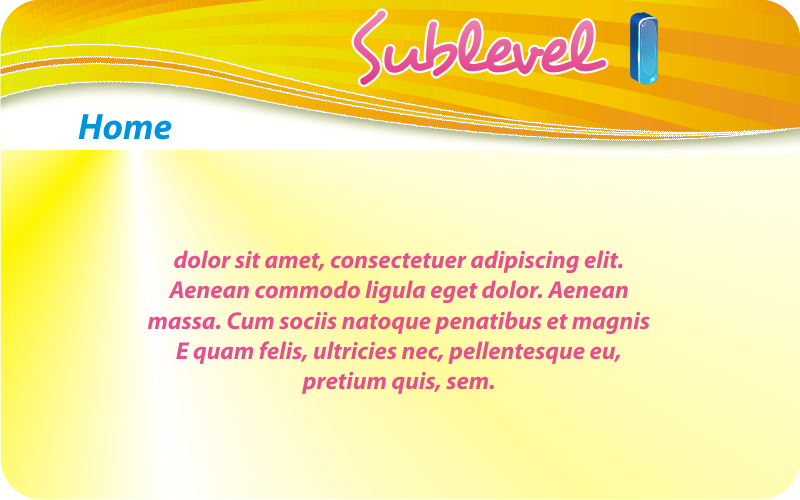 Sublevel 1
Home
dolor sit amet, consectetuer adipiscing elit.
Aenean commodo ligula eget dolor. Aenean
massa. Cum sociis natoque penatibus et magnis
E quam felis, ultricies nec, pellentesque eu,
pretium quis, sem.